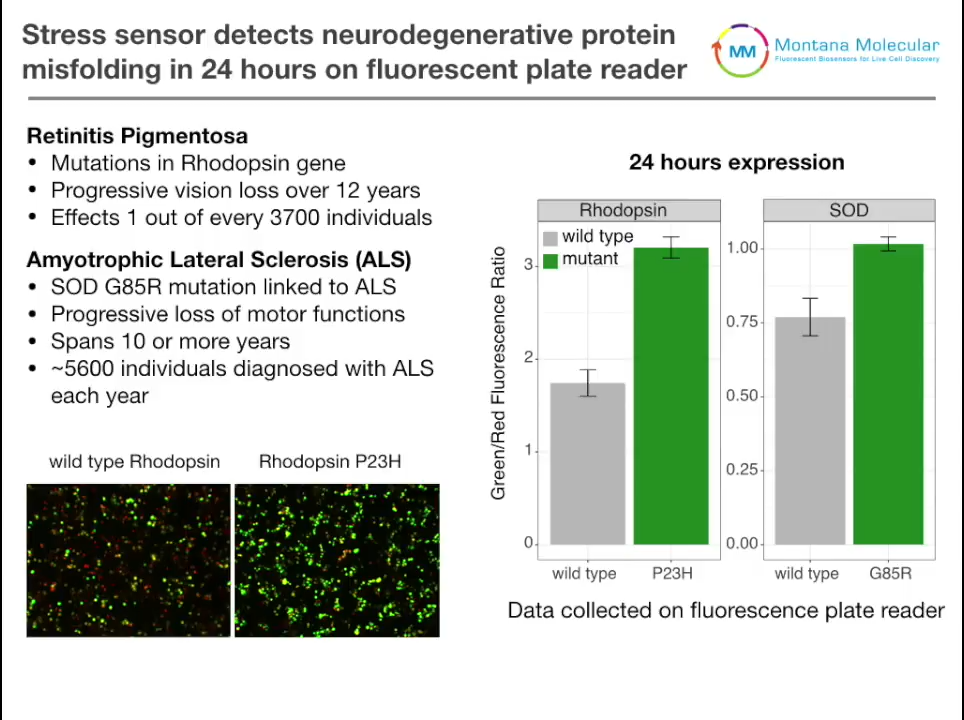 Stress sensor detects neurodegenerative protein
misfolding in 24 hours on fluorescent plate reader
MM
Montana Molecular
Fluorescent Biosensors for Live Cell Discovery
Retinitis Pigmentosa
• Mutations in Rhodopsin gene
• Progressive vision loss over 12 years
• Effects 1 out of every 3700 individuals
Amyotrophic Lateral Sclerosis (ALS)
• SOD G85R mutation linked to ALS
• Progressive loss of motor functions
• Spans 10 or more years
• ~5600 individuals diagnosed with ALS
each year
wild type Rhodopsin
Rhodopsin P23H
24 hours expression
Green/Red Fluorescence Ratio
Rhodopsin
wild type
mutant
3
2
1
0
wild type
P23H
SOD
1.00
0.75
0.50
0.25
0.00
wild type
G85R
Data collected on fluorescence plate reader